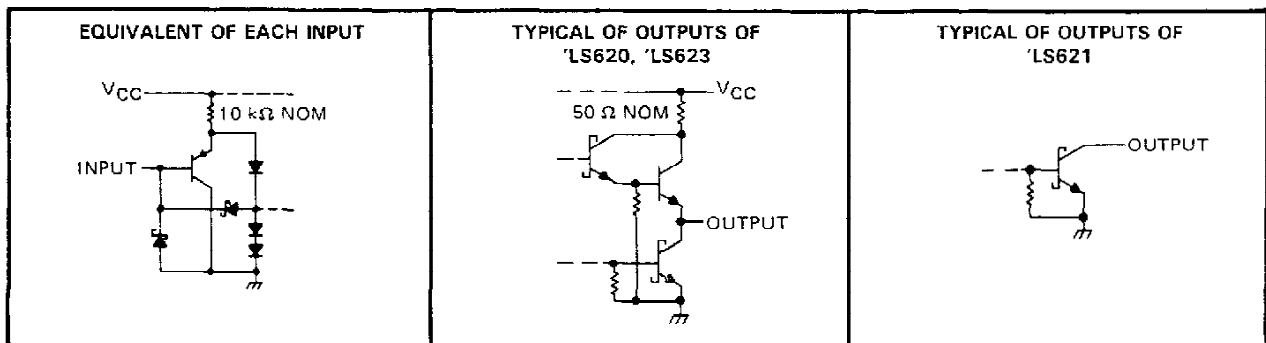 EQUIVALENT OF EACH INPUT
VCC
10 kΩ NOM
INPUT
TYPICAL OF OUTPUTS OF
'LS620, 'LS623
VCC
50 Ω NOM
OUTPUT
TYPICAL OF OUTPUTS OF
'LS621
OUTPUT